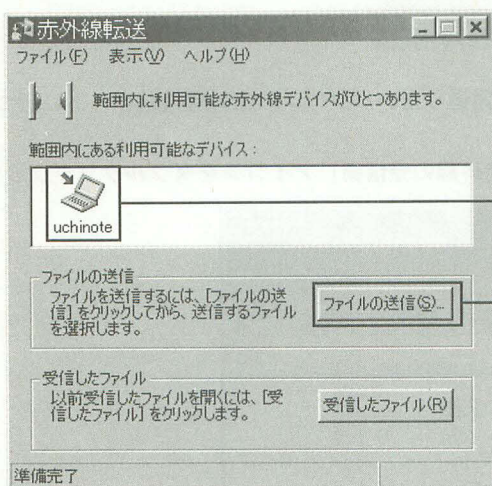 赤外線転送
ファイル(F) 表示(V) ヘルプ(H)
範囲内に利用可能な赤外線デバイスがひとつあります。
範囲内にある利用可能なデバイス：
uchinote
ファイルの送信
ファイルを送信するには、[ファイルの送
信] をクリックしてから、送信するファイル
を選択します。
ファイルの送信(S)...
受信したファイル
以前受信したファイルを開くには、[受
信したファイル] をクリックします。
受信したファイル(R)
準備完了